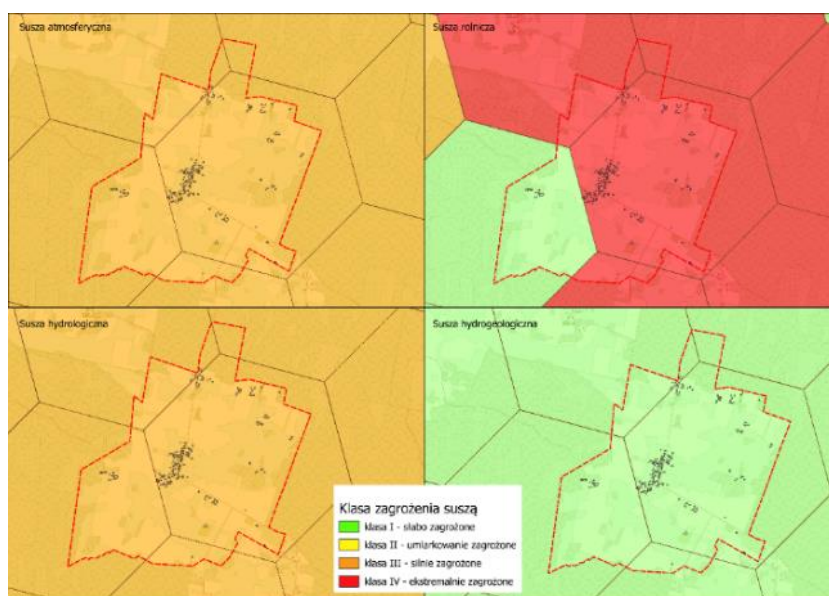 Susza atmosferyczna
Susza rolnicza
Susza hydrologiczna
Susza hydrogeologiczna
Klasa zagrożenia suszą
klasa I - słabo zagrożone
klasa II - umiarkowanie zagrożone
klasa III - silnie zagrożone
klasa IV - ekstremalnie zagrożone